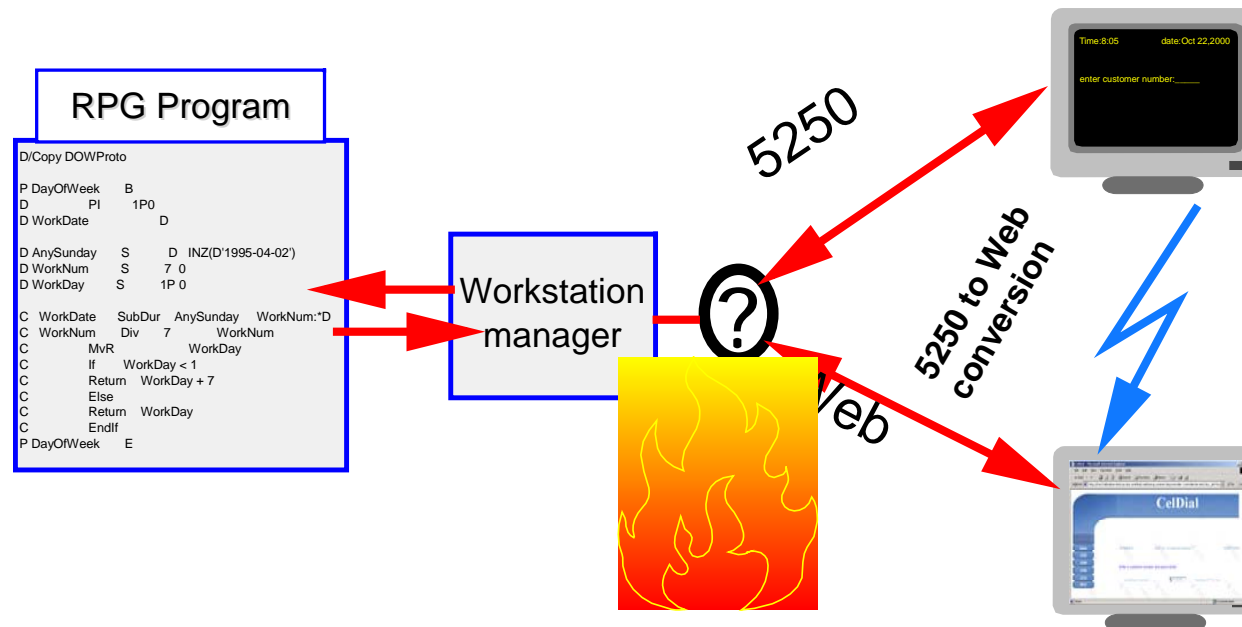 RPG Program
D/Copy DOWProto
P DayOfWeek B
D PI 1P0
D WorkDate D
D AnySunday S D INZ(D'1995-04-02')
D WorkNum S 7 0
D WorkDay S 1P 0
C WorkDate SubDur AnySunday WorkNum:*D
C WorkNum Div 7 WorkNum
C MvR WorkDay
C If WorkDay < 1
C Return WorkDay + 7
C Else
C Return WorkDay
C EndIf
P DayOfWeek E
Workstation
manager
?
5250
Web
5250 to Web
conversion
Time:8:05 date:Oct 22,2000
enter customer number:_____
CelDial